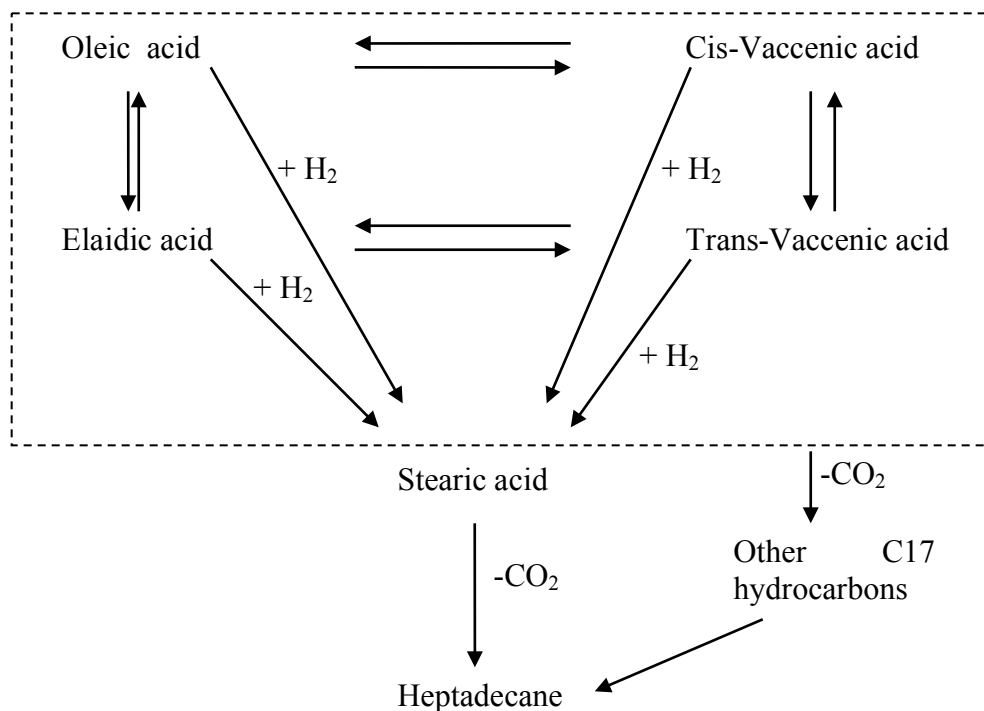 Oleic acid
Cis-Vaccenic acid
+ H₂
+ H₂
Elaidic acid
Trans-Vaccenic acid
+ H₂
+ H₂
Stearic acid
-CO₂
Other C17
hydrocarbons
-CO₂
Heptadecane